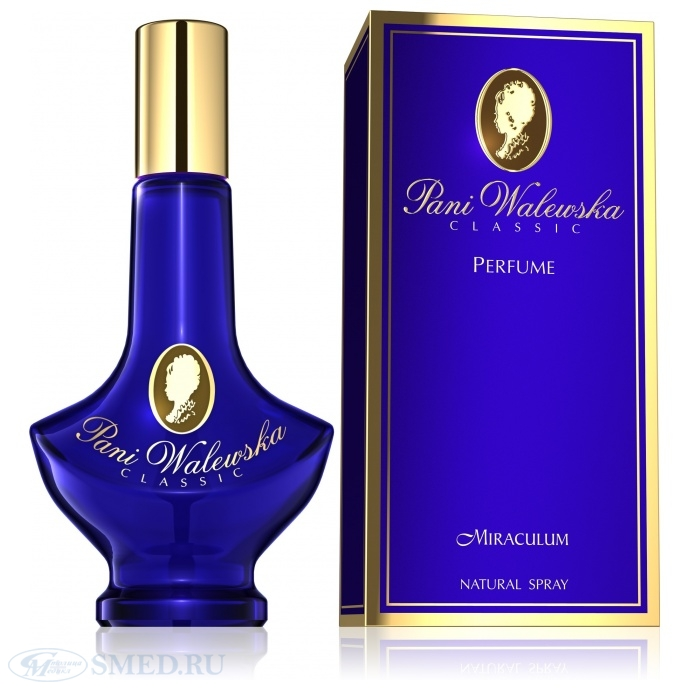 Pani Walewska
CLASSIC
PERFUME
MIRACULUM
NATURAL SPRAY
Pani Walewska
CLASSIC
SMED.RU